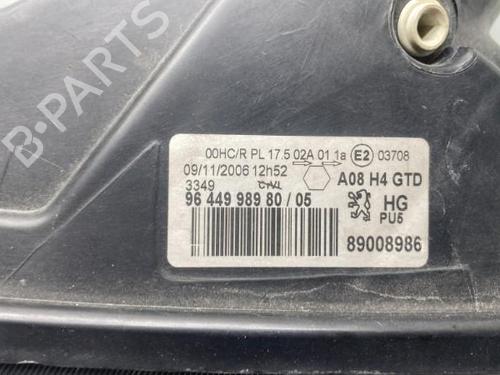 B-PARTS
00HC/R PL 17.5 02A 01 1a E2 03708
09/11/2006 12h52
A08 H4 GTD
3349
96 449 989 80 / 05
HG
PU5
89008986